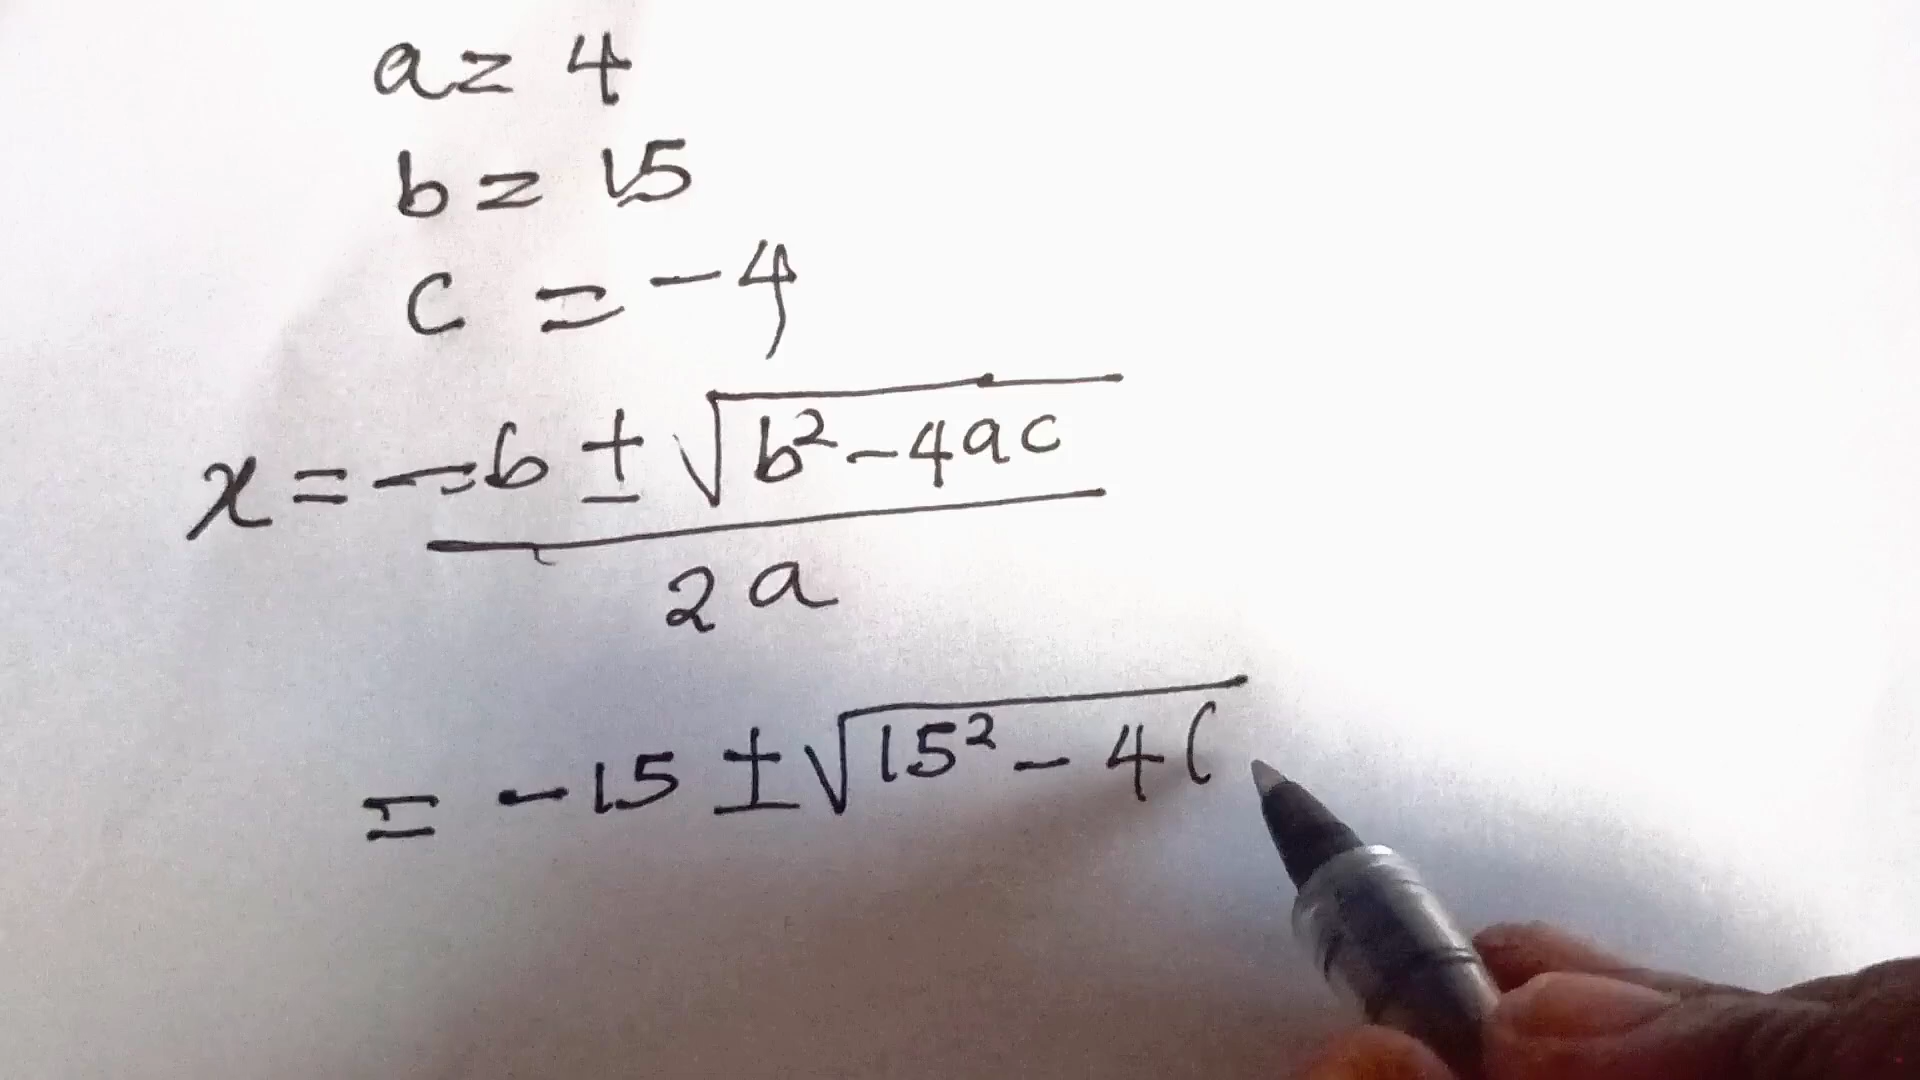 a = 4
b = 15
c = -4
x = -b ± √b² - 4ac
2a
= -15 ± √15² - 4(